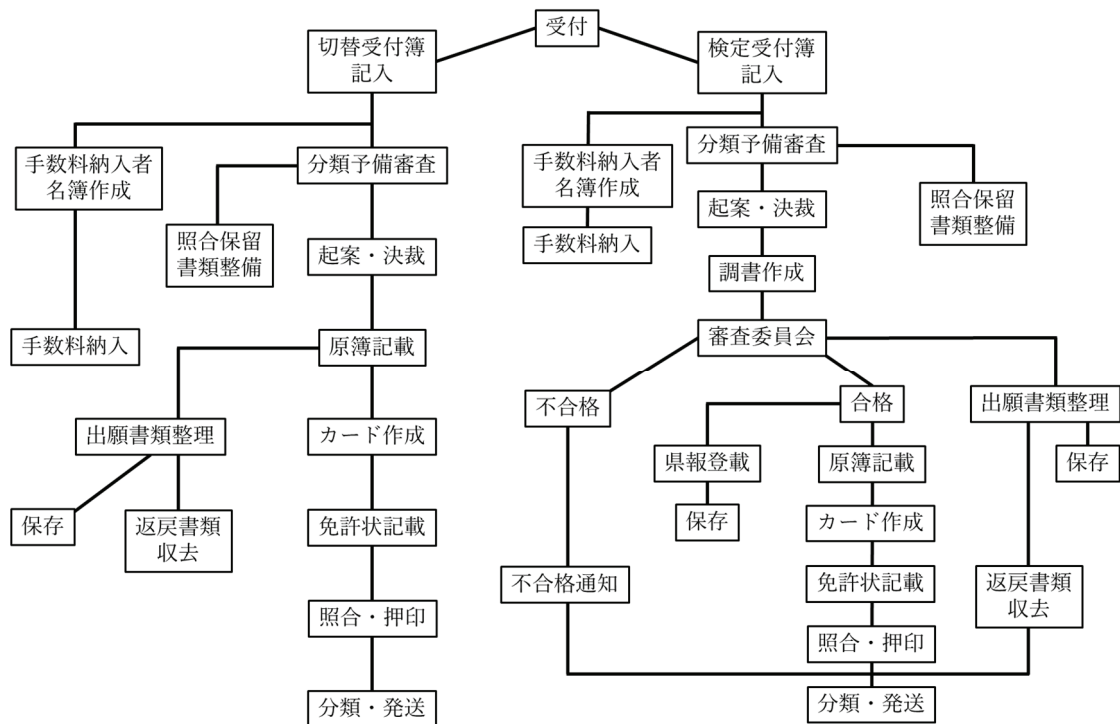 受付
切替受付簿
記入
手数料納入者
名簿作成
分類予備審査
照合保留
書類整備
起案・決裁
手数料納入
原簿記載
出願書類整理
カード作成
保存
返戻書類
収去
免許状記載
照合・押印
分類・発送
検定受付簿
記入
手数料納入者
名簿作成
分類予備審査
照合保留
書類整備
手数料納入
起案・決裁
調書作成
審査委員会
不合格
合格
出願書類整理
県報登載
原簿記載
保存
保存
カード作成
不合格通知
免許状記載
返戻書類
収去
照合・押印
分類・発送